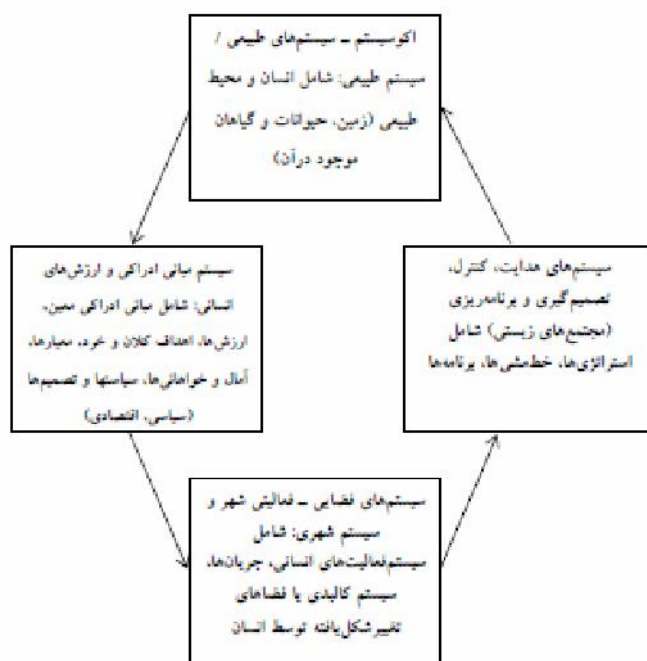 اکوسیستم – سیستم‌های طبیعی /
سیستم طبیعی: شامل انسان و محیط
طبیعی (زمین، حیوانات و گیاهان
موجود درآن)
سیستم‌های هدایت، کنترل،
تصمیم‌گیری و برنامه‌ریزی
(مجتمع‌های زیستی) شامل
استراتژی‌ها، خط‌مشی‌ها، برنامه‌ها
سیستم مبانی ادراکی و ارزش‌های
انسانی: شامل مبانی ادراکی معین،
ارزش‌ها، اهداف کلان و خرد، معیارها،
آمال و خواهانی‌ها، سیاستها و تصمیم‌ها
(سیاسی، اقتصادی)
سیستم‌های فضایی – فعالیتی شهر و
سیستم شهری: شامل
سیستم‌فعالیت‌های انسانی، جریان‌ها،
سیستم کالبدی یا فضاهای
تغییرشکل‌یافته توسط انسان